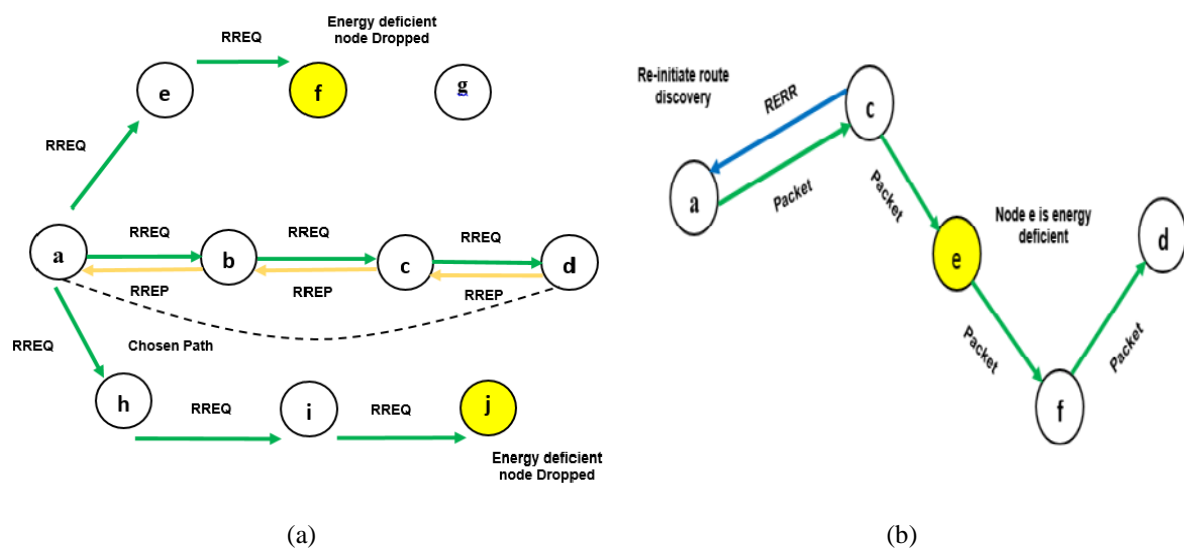 Energy deficient
node Dropped
RREQ
e
f
g
RREQ
a
RREQ
b
RREQ
c
RREQ
d
RREP
RREP
RREP
RREQ
Chosen Path
h
RREQ
i
RREQ
j
Energy deficient
node Dropped
(a)
Re-initiate route
discovery
RERR
c
a
Packet
Packet
Node e is energy
deficient
e
d
Packet
Packet
f
(b)